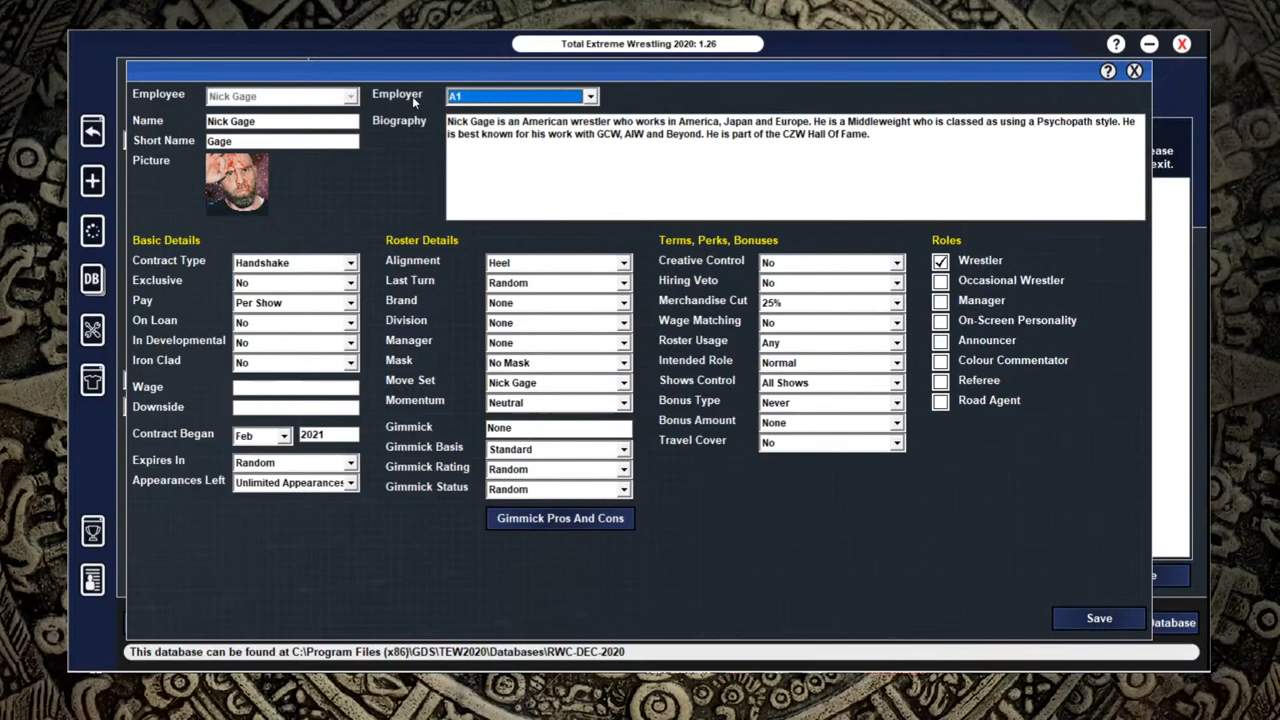 Total Extreme Wrestling 2020: 1.26
? – X
? X
Employee Nick Gage Employer A1
Name Nick Gage Biography Nick Gage is an American wrestler who works in America, Japan and Europe. He is a Middleweight who is classed as using a Psychopath style. He
is best known for his work with GCW, AIW and Beyond. He is part of the CZW Hall Of Fame.
Short Name Gage
Picture
ease
exit.
DB
Basic Details Roster Details Terms, Perks, Bonuses Roles
Contract Type Handshake Alignment Heel Creative Control No Wrestler
Exclusive No Last Turn Random Hiring Veto No Occasional Wrestler
Pay Per Show Brand None Merchandise Cut 25% Manager
On Loan No Division None Wage Matching No On-Screen Personality
In Developmental No Manager None Roster Usage Any Announcer
Iron Clad No Mask No Mask Intended Role Normal Colour Commentator
Wage Move Set Nick Gage Shows Control All Shows Referee
Downside Momentum Neutral Bonus Type Never Road Agent
Contract Began Feb 2021 Gimmick None Bonus Amount None
Gimmick Basis Standard Travel Cover No
Expires In Random Gimmick Rating Random
Appearances Left Unlimited Appearances Gimmick Status Random
Gimmick Pros And Cons
e
Save Database
This database can be found at C:\Program Files (x86)\GDS\TEW2020\Databases\RWC-DEC-2020